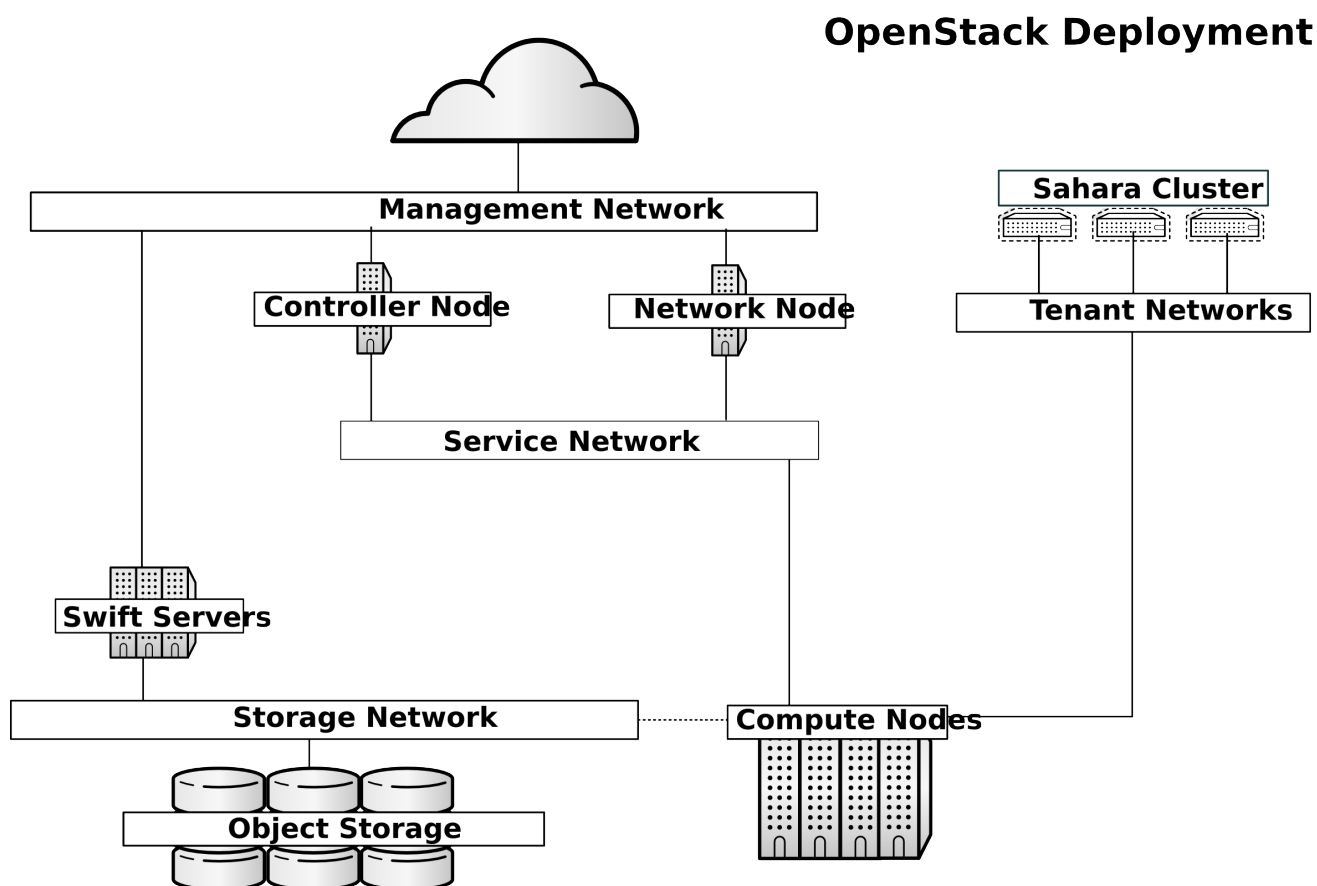 OpenStack Deployment
Management Network
Sahara Cluster
Controller Node
Network Node
Tenant Networks
Service Network
Swift Servers
Storage Network
Compute Nodes
Object Storage